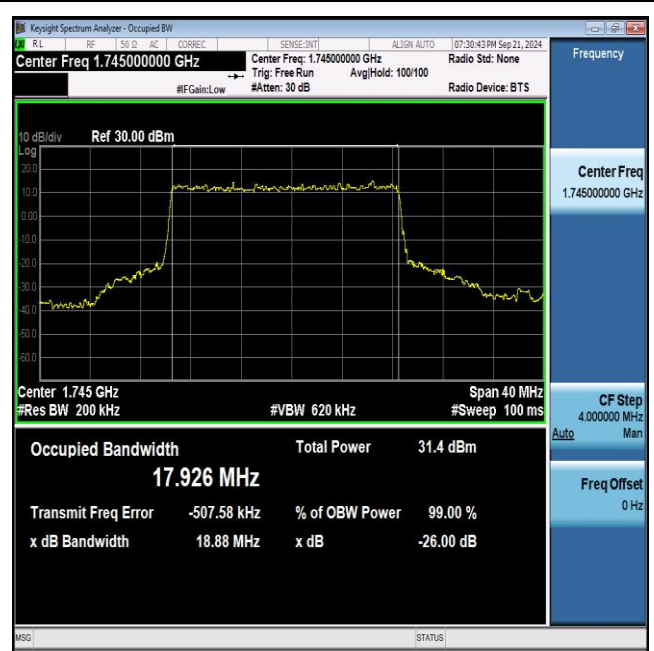 Keysight Spectrum Analyzer - Occupied BW
RL RF 50 Ω AC CORREC SENSE:INT ALIGN AUTO 07:30:43 PM Sep 21, 2024
Center Freq 1.745000000 GHz
Center Freq: 1.745000000 GHz
Radio Std: None
Trig: Free Run Avg|Hold: 100/100
#IFGain:Low
#Atten: 30 dB
Radio Device: BTS
Frequency
10 dB/div Ref 30.00 dBm
Log
20.0
10.0
0.00
-10.0
-20.0
-30.0
-40.0
-50.0
-60.0
Center Freq
1.745000000 GHz
Center 1.745 GHz Span 40 MHz
#Res BW 200 kHz #VBW 620 kHz #Sweep 100 ms
CF Step
4.000000 MHz
Auto Man
Occupied Bandwidth Total Power 31.4 dBm
17.926 MHz
Transmit Freq Error -507.58 kHz % of OBW Power 99.00 %
x dB Bandwidth 18.88 MHz x dB -26.00 dB
Freq Offset
0 Hz
MSG STATUS